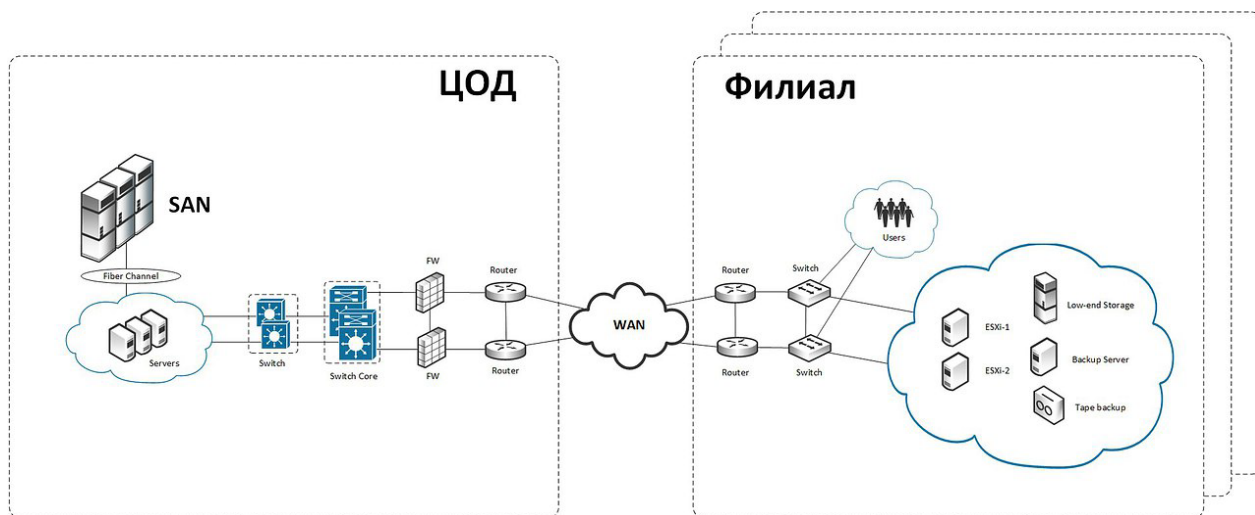 ЦОД
Филиал
SAN
Fiber Channel
Servers
Switch
Switch Core
FW
FW
Router
Router
WAN
Router
Router
Switch
Switch
Users
ESXi-1
ESXi-2
Low-end Storage
Backup Server
Tape backup